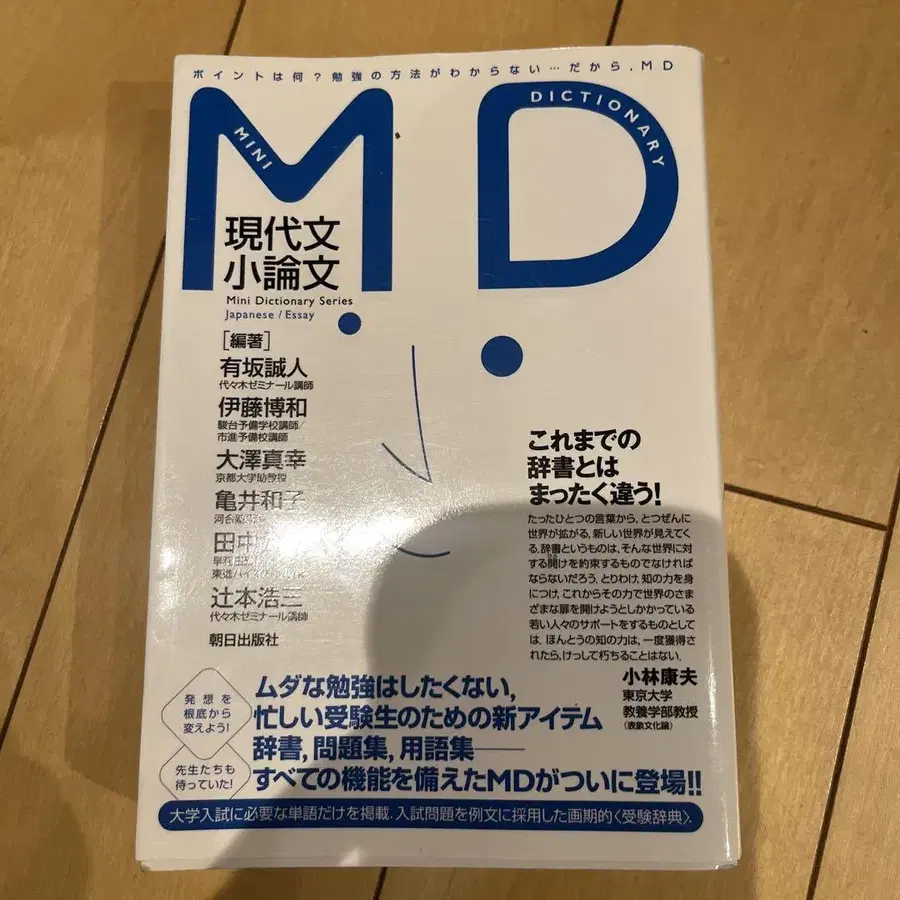 ポイントは何？勉強の方法がわからない…だから，MD
MINI
DICTIONARY
MD
現代文
小論文
Mini Dictionary Series
Japanese / Essay
［編著］
有坂誠人
代々木ゼミナール講師
伊藤博和
駿台予備学校講師/
市進予備校講師
大澤真幸
京都大学助教授
亀井和子
田中
辻本浩三
代々木ゼミナール講師
朝日出版社
これまでの
辞書とは
まったく違う！
たったひとつの言葉から，とつぜんに
世界が拡がる，新しい世界が見えてく
る．辞書というものは，そんな世界に対
する開けを約束するものでなければ
ならないだろう．とりわけ，知の力を身
につけ，これからその力で世界のさま
ざまな扉を開けようとしかかっている
若い人々のサポートをするものとして
は．ほんとうの知の力は，一度獲得さ
れたら，けっして朽ちることはない．
小林康夫
東京大学
教養学部教授
（表象文化論）
発想を
根底から
変えよう！
先生たちも
待っていた！
ムダな勉強はしたくない，
忙しい受験生のための新アイテム
辞書，問題集，用語集――
すべての機能を備えたMDがついに登場!!
大学入試に必要な単語だけを掲載．入試問題を例文に採用した画期的〈受験辞典〉．